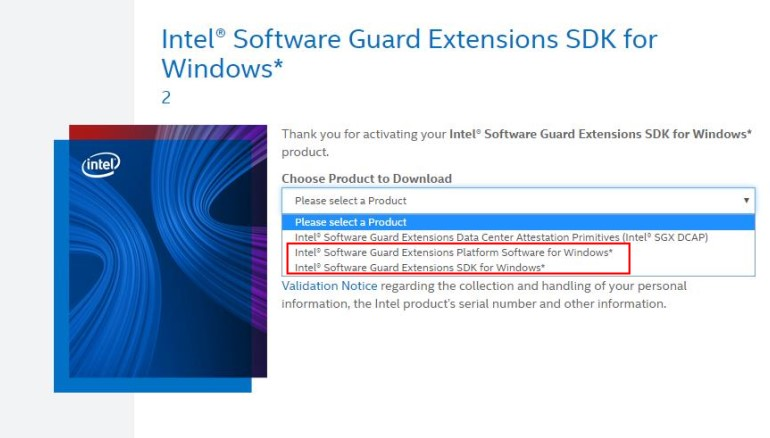 Intel® Software Guard Extensions SDK for
Windows*
2
intel
Thank you for activating your Intel® Software Guard Extensions SDK for Windows*
product.
Choose Product to Download
Please select a Product
Please select a Product
Intel® Software Guard Extensions Data Center Attestation Primitives (Intel® SGX DCAP)
Intel® Software Guard Extensions Platform Software for Windows*
Intel® Software Guard Extensions SDK for Windows*
Validation Notice regarding the collection and handling of your personal
information, the Intel product's serial number and other information.